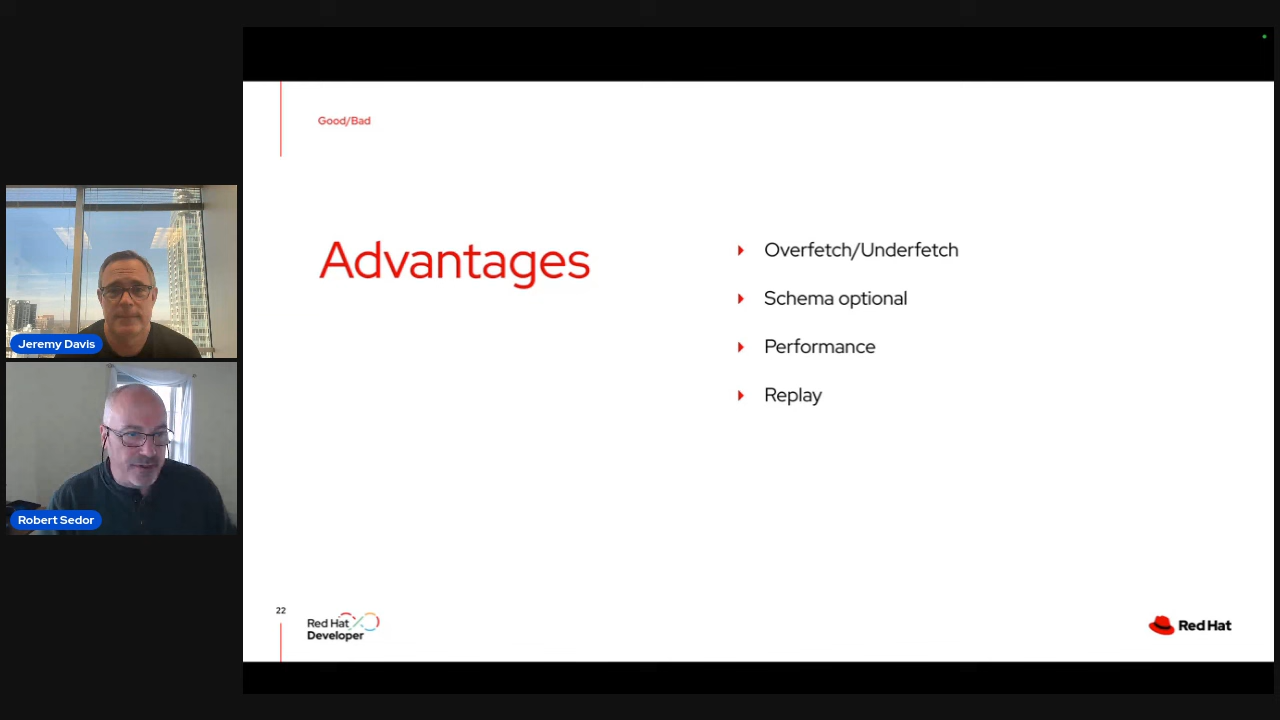 Good/Bad
Advantages
Overfetch/Underfetch
Schema optional
Performance
Replay
Jeremy Davis
Robert Sedor
22
Red Hat
Developer
Red Hat